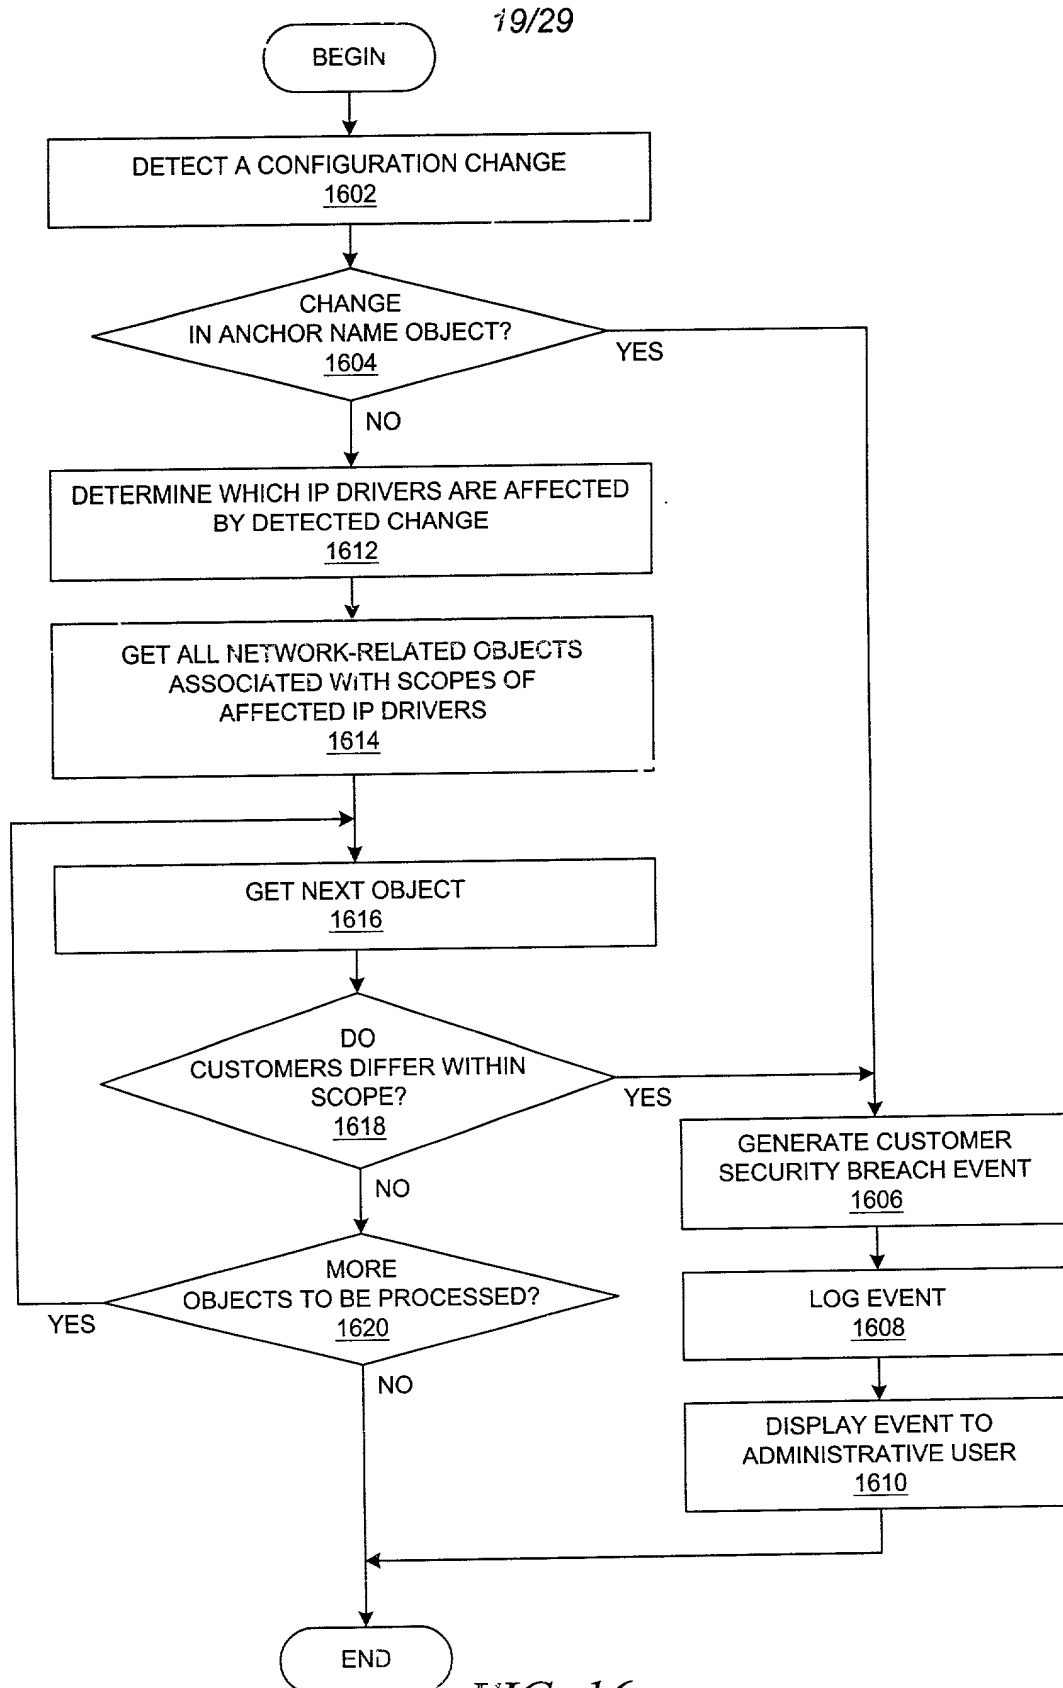 19/29
BEGIN
DETECT A CONFIGURATION CHANGE
1602
CHANGE
IN ANCHOR NAME OBJECT?
1604
YES
NO
DETERMINE WHICH IP DRIVERS ARE AFFECTED
BY DETECTED CHANGE
1612
GET ALL NETWORK-RELATED OBJECTS
ASSOCIATED WITH SCOPES OF
AFFECTED IP DRIVERS
1614
GET NEXT OBJECT
1616
DO
CUSTOMERS DIFFER WITHIN
SCOPE?
1618
YES
NO
GENERATE CUSTOMER
SECURITY BREACH EVENT
1606
MORE
OBJECTS TO BE PROCESSED?
1620
YES
NO
LOG EVENT
1608
DISPLAY EVENT TO
ADMINISTRATIVE USER
1610
END
FIG. 16